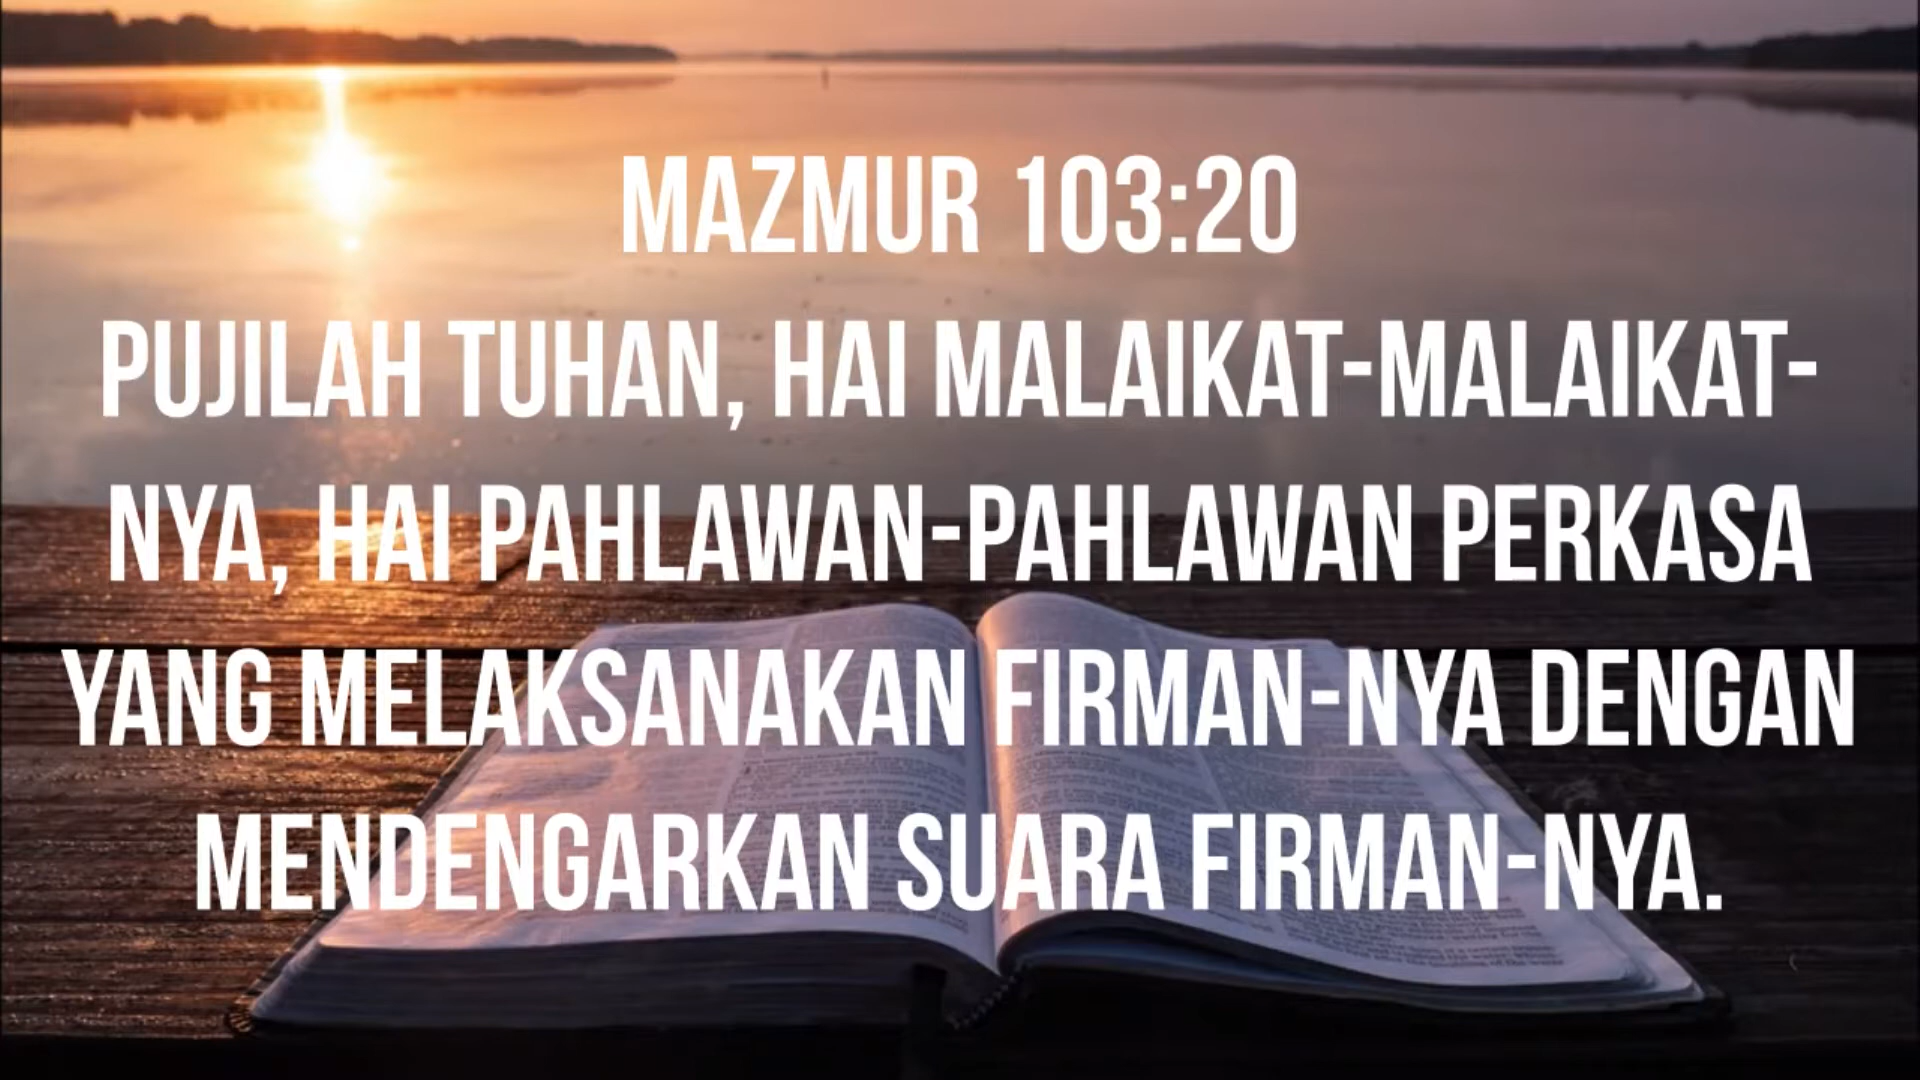 MAZMUR 103:20
PUJILAH TUHAN, HAI MALAIKAT-MALAIKAT-
NYA, HAI PAHLAWAN-PAHLAWAN PERKASA
YANG MELAKSANAKAN FIRMAN-NYA DENGAN
MENDENGARKAN SUARA FIRMAN-NYA.